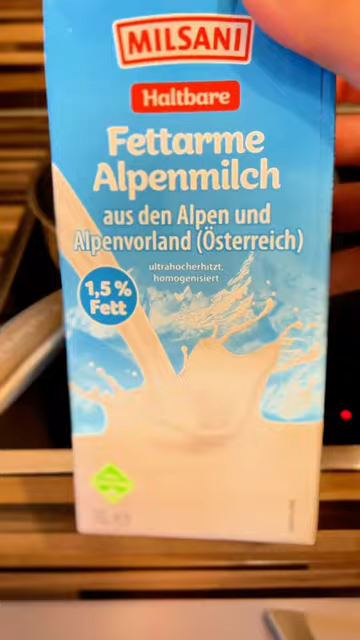 MILSANI
Haltbare
Fettarme
Alpenmilch
aus den Alpen und
Alpenvorland (Österreich)
ultrahocherhitzt,
homogenisiert
1,5 %
Fett